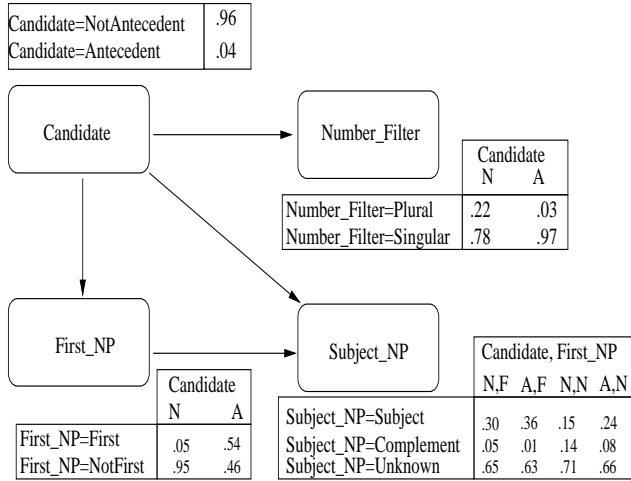 Candidate=NotAntecedent .96
Candidate=Antecedent .04
Candidate
Number_Filter
Candidate
N A
Number_Filter=Plural .22 .03
Number_Filter=Singular .78 .97
First_NP
Subject_NP
Candidate
N A
First_NP=First .05 .54
First_NP=NotFirst .95 .46
Candidate, First_NP
N,F A,F N,N A,N
Subject_NP=Subject .30 .36 .15 .24
Subject_NP=Complement .05 .01 .14 .08
Subject_NP=Unknown .65 .63 .71 .66